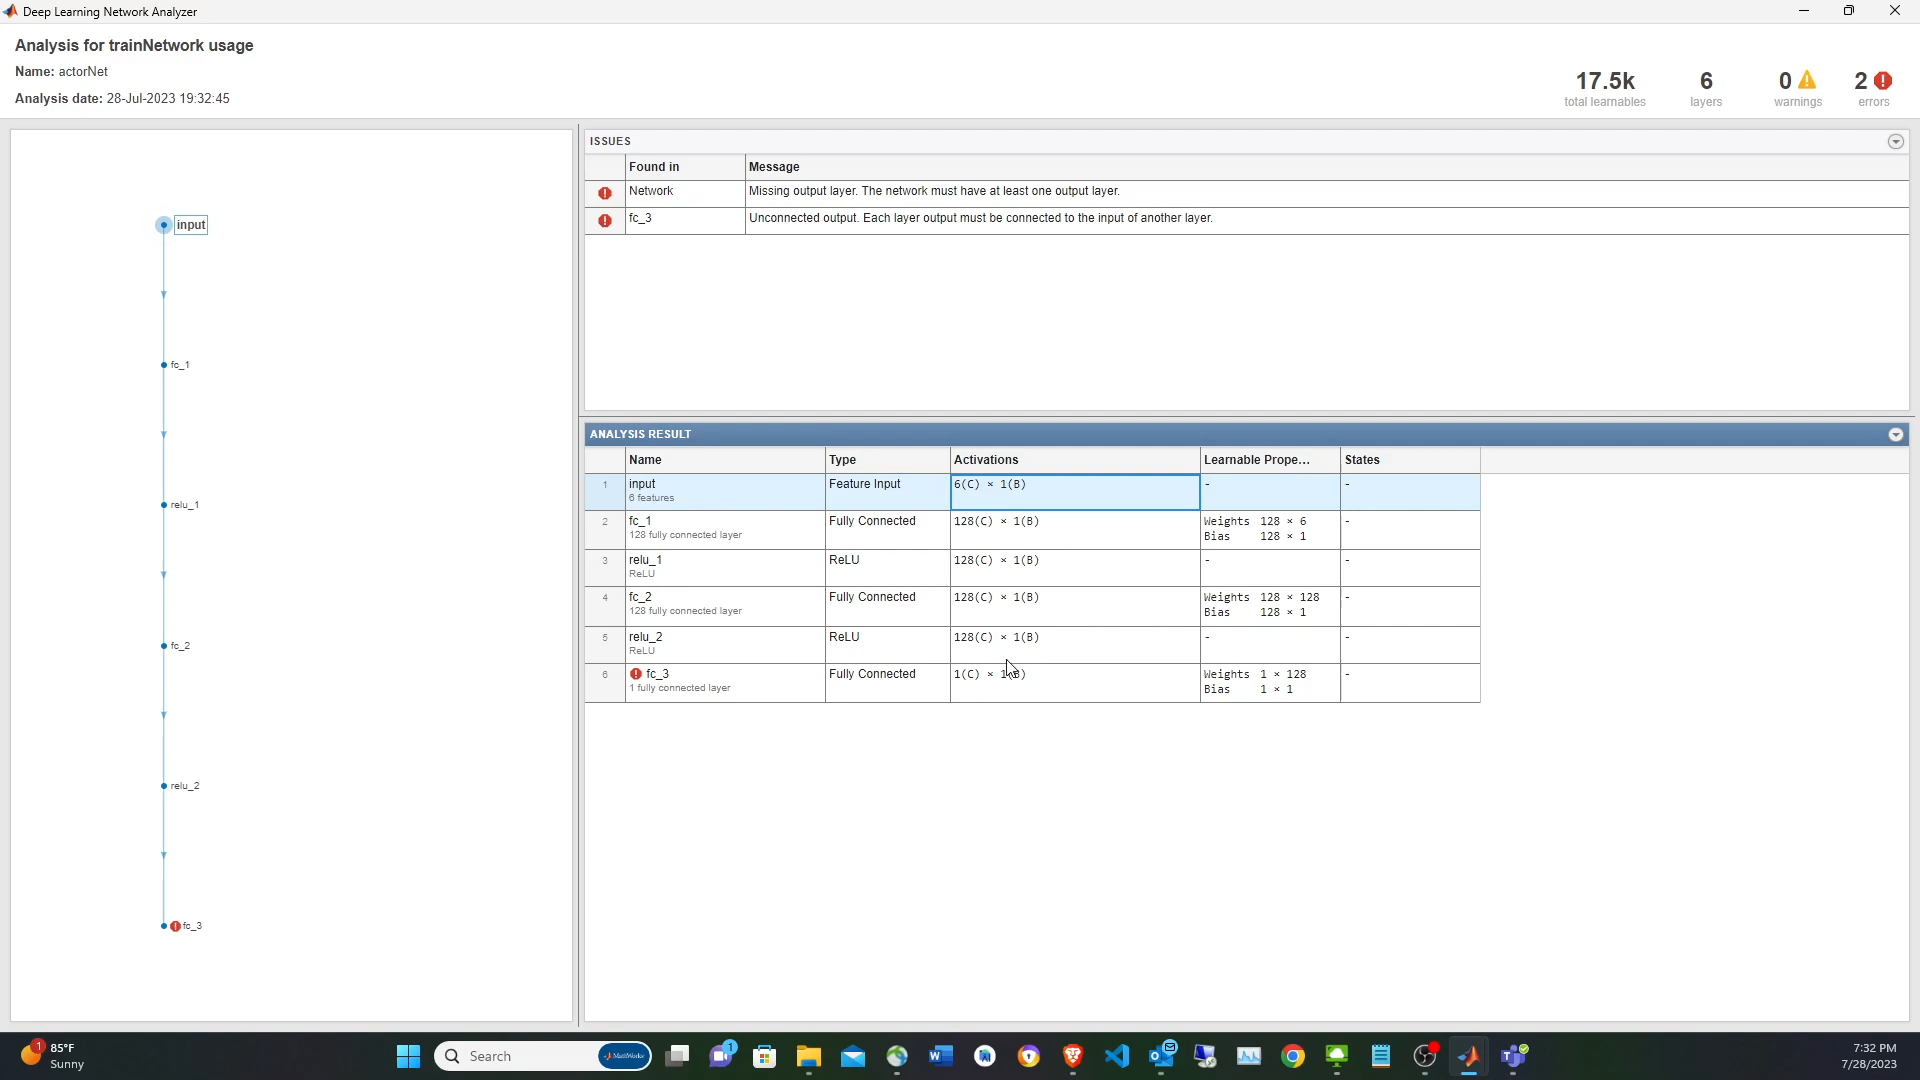 Deep Learning Network Analyzer
Analysis for trainNetwork usage
Name: actorNet
Analysis date: 28-Jul-2023 19:32:45
17.5k
total learnables
6
layers
0
warnings
2
errors
input
fc_1
relu_1
fc_2
relu_2
fc_3
ISSUES
Found in Message
Network Missing output layer. The network must have at least one output layer.
fc_3 Unconnected output. Each layer output must be connected to the input of another layer.
ANALYSIS RESULT
Name Type Activations Learnable Prope... States
1 input Feature Input 6(C) × 1(B) - -
6 features
2 fc_1 Fully Connected 128(C) × 1(B) Weights 128 × 6 -
128 fully connected layer Bias 128 × 1
3 relu_1 ReLU 128(C) × 1(B) - -
ReLU
4 fc_2 Fully Connected 128(C) × 1(B) Weights 128 × 128 -
128 fully connected layer Bias 128 × 1
5 relu_2 ReLU 128(C) × 1(B) - -
ReLU
6 fc_3 Fully Connected 1(C) × 1(B) Weights 1 × 128 -
1 fully connected layer Bias 1 × 1
1
85°F
Sunny
Search
MathWorks
1
7:32 PM
7/28/2023